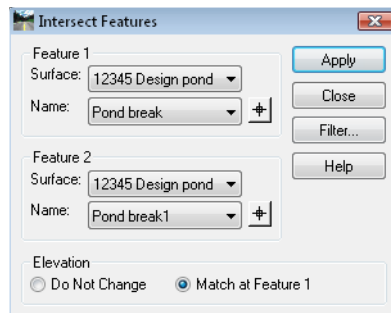 Intersect Features
Feature 1
Surface: 12345 Design pond
Name: Pond break
Feature 2
Surface: 12345 Design pond
Name: Pond break1
Elevation
Do Not Change Match at Feature 1
Apply
Close
Filter...
Help